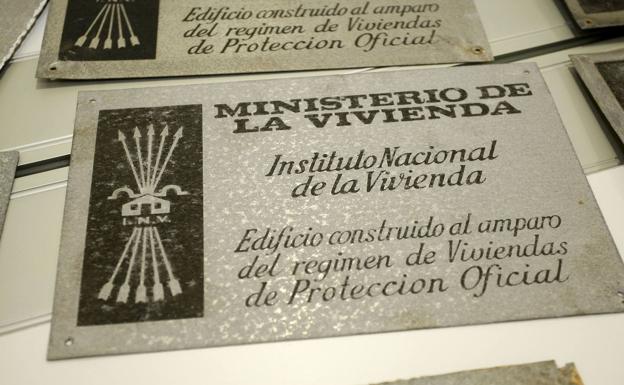 Edificio construido al amparo
del regimen de Viviendas
de Proteccion Oficial
MINISTERIO DE
LA VIVIENDA
Instituto Nacional
de la Vivienda
I.N.V.
Edificio construido al amparo
del regimen de Viviendas
de Proteccion Oficial